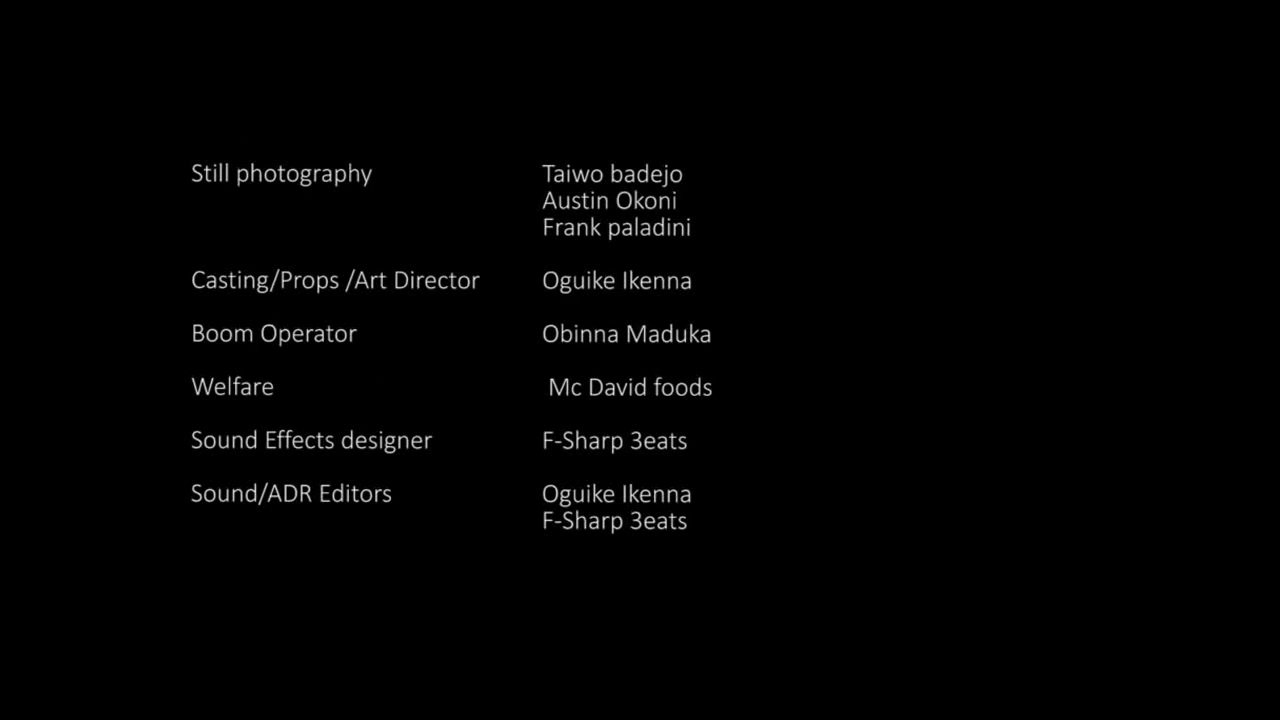 Still photography Taiwo badejo
Austin Okoni
Frank paladini
Casting/Props /Art Director Oguike Ikenna
Boom Operator Obinna Maduka
Welfare Mc David foods
Sound Effects designer F-Sharp 3eats
Sound/ADR Editors Oguike Ikenna
F-Sharp 3eats